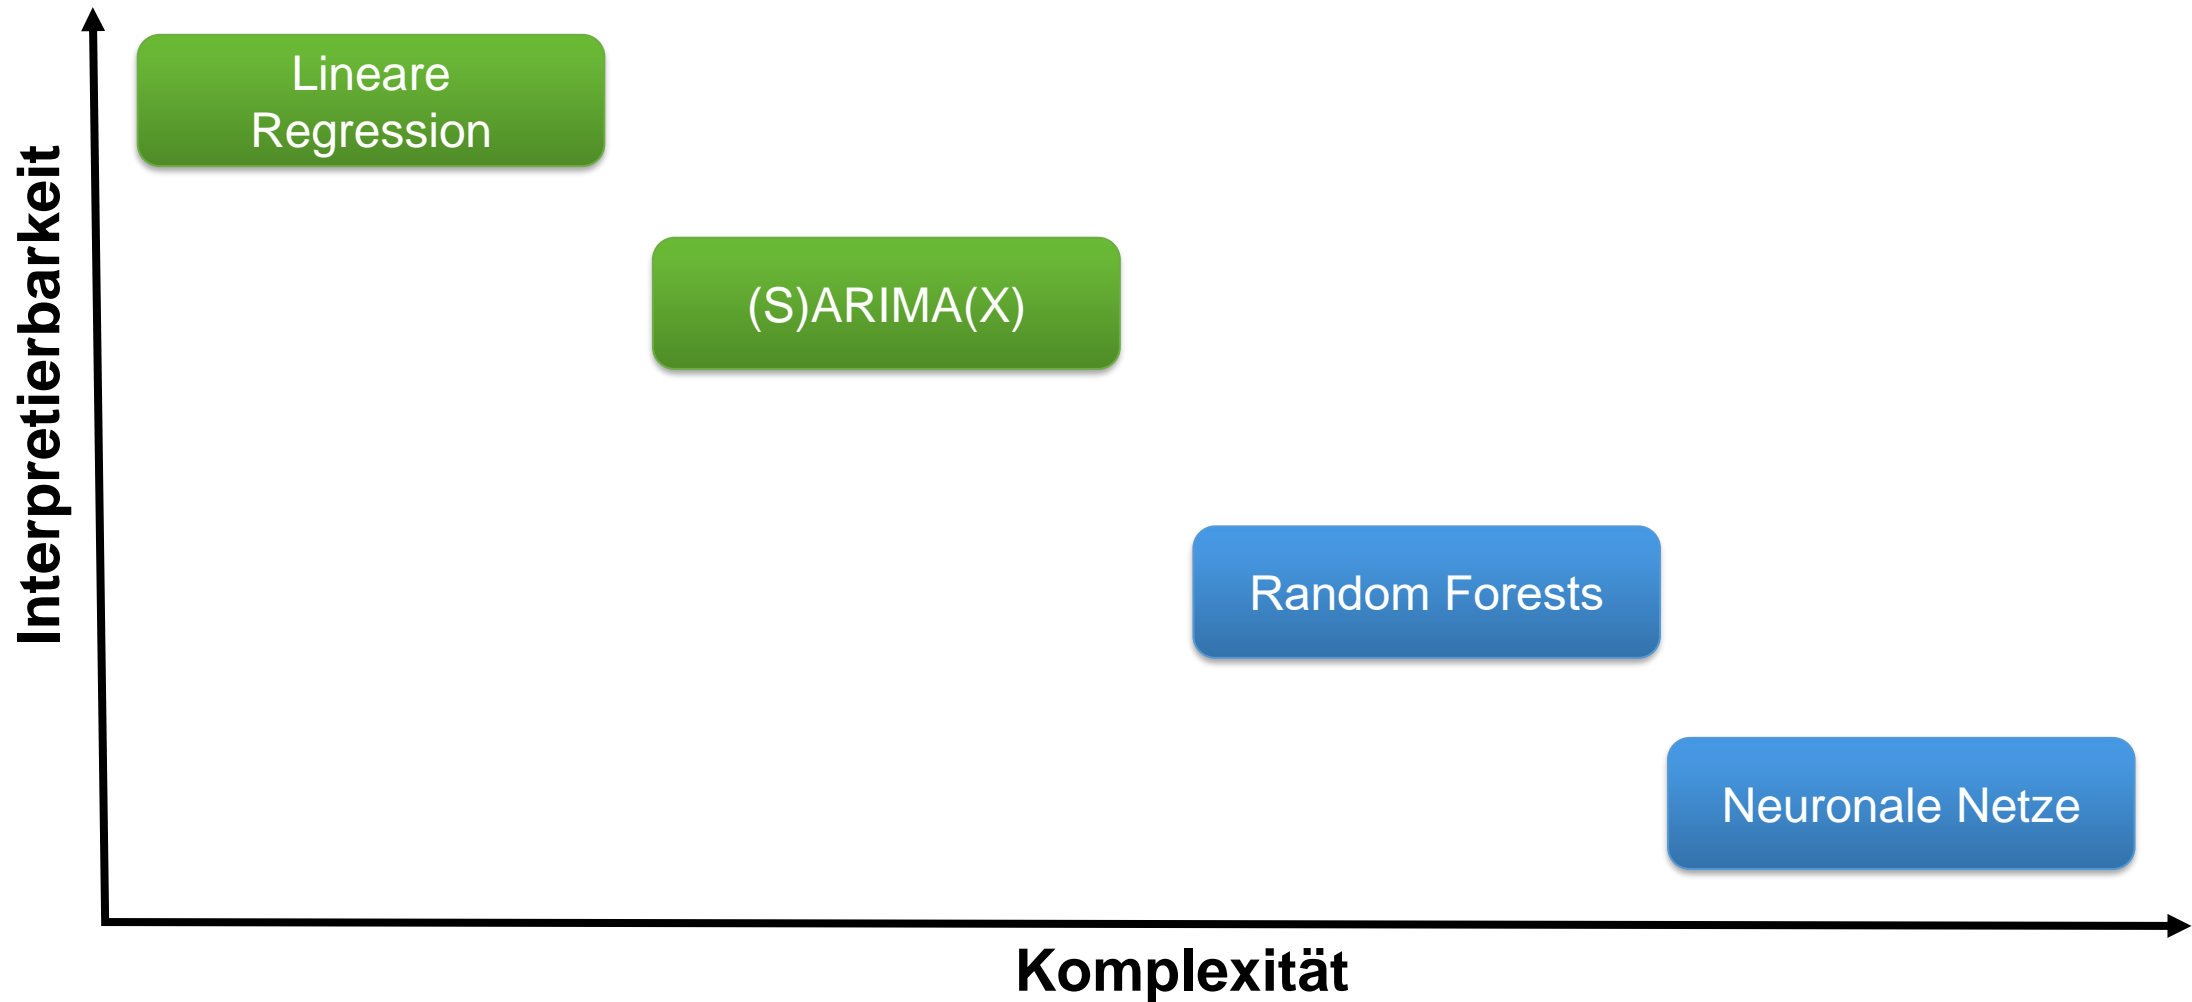 Lineare
Regression
(S)ARIMA(X)
Random Forests
Neuronale Netze
Interpretierbarkeit
Komplexität